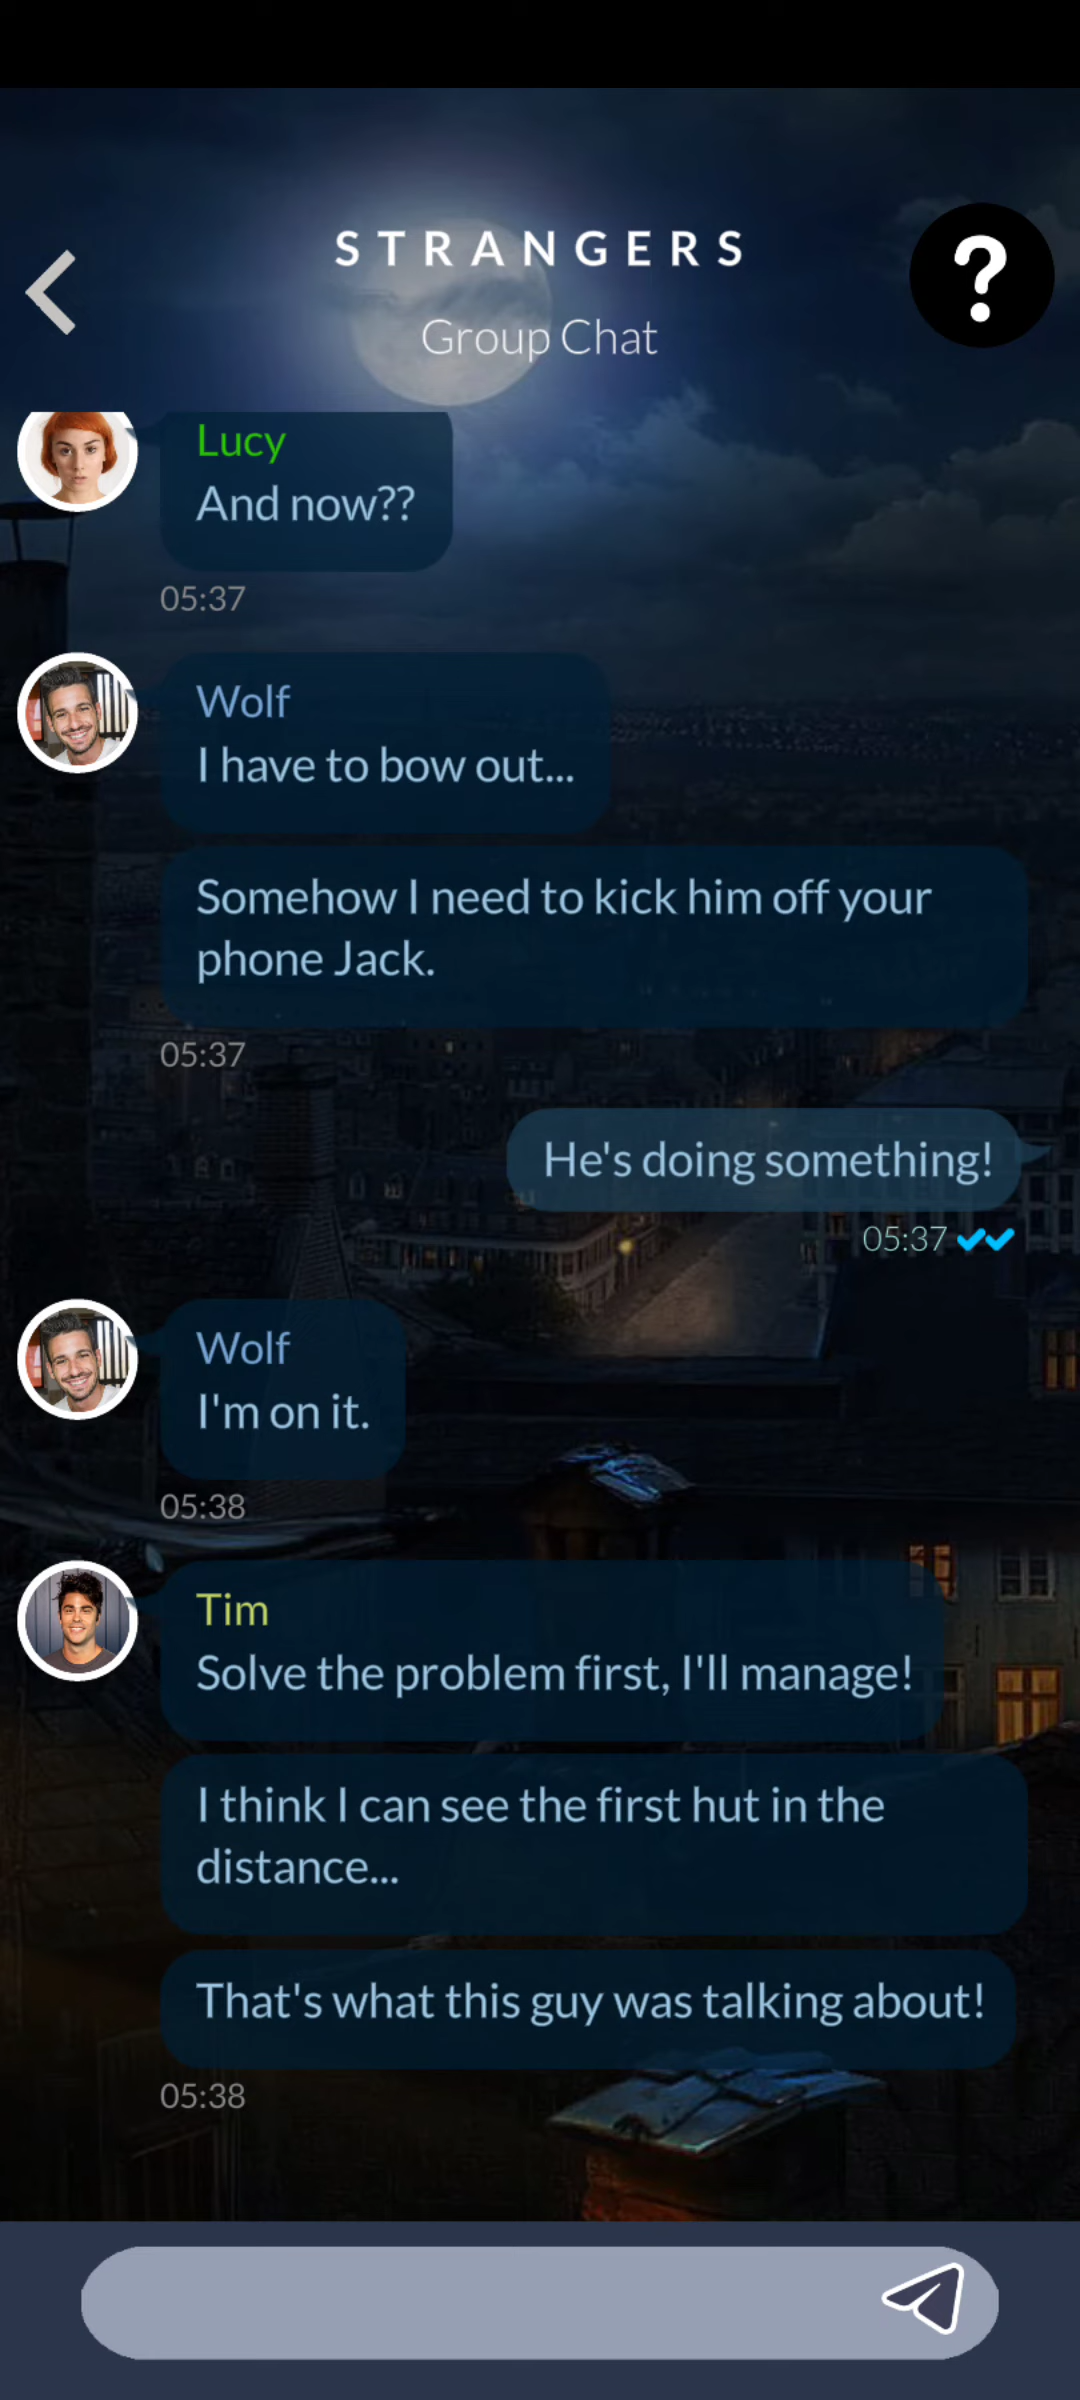 STRANGERS
Group Chat
Lucy
And now??
05:37
Wolf
I have to bow out...
Somehow I need to kick him off your
phone Jack.
05:37
He's doing something!
05:37
Wolf
I'm on it.
05:38
Tim
Solve the problem first, I'll manage!
I think I can see the first hut in the
distance...
That's what this guy was talking about!
05:38